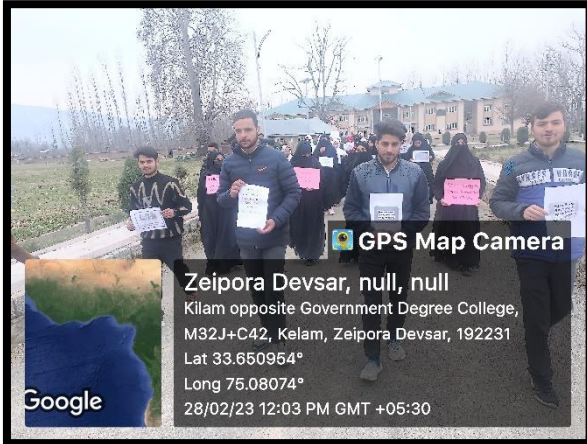 GPS Map Camera
Zeipora Devsar, null, null
Kilam opposite Government Degree College,
M32J+C42, Kelam, Zeipora Devsar, 192231
Lat 33.650954°
Long 75.08074°
28/02/23 12:03 PM GMT +05:30
Google